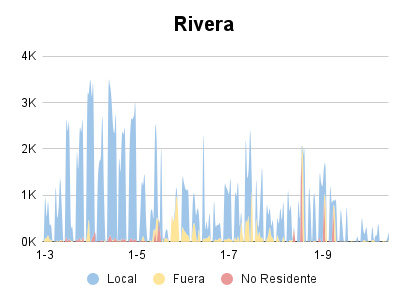 Rivera
4K
3K
2K
1K
0K
1-3 1-5 1-7 1-9
Local Fuera No Residente